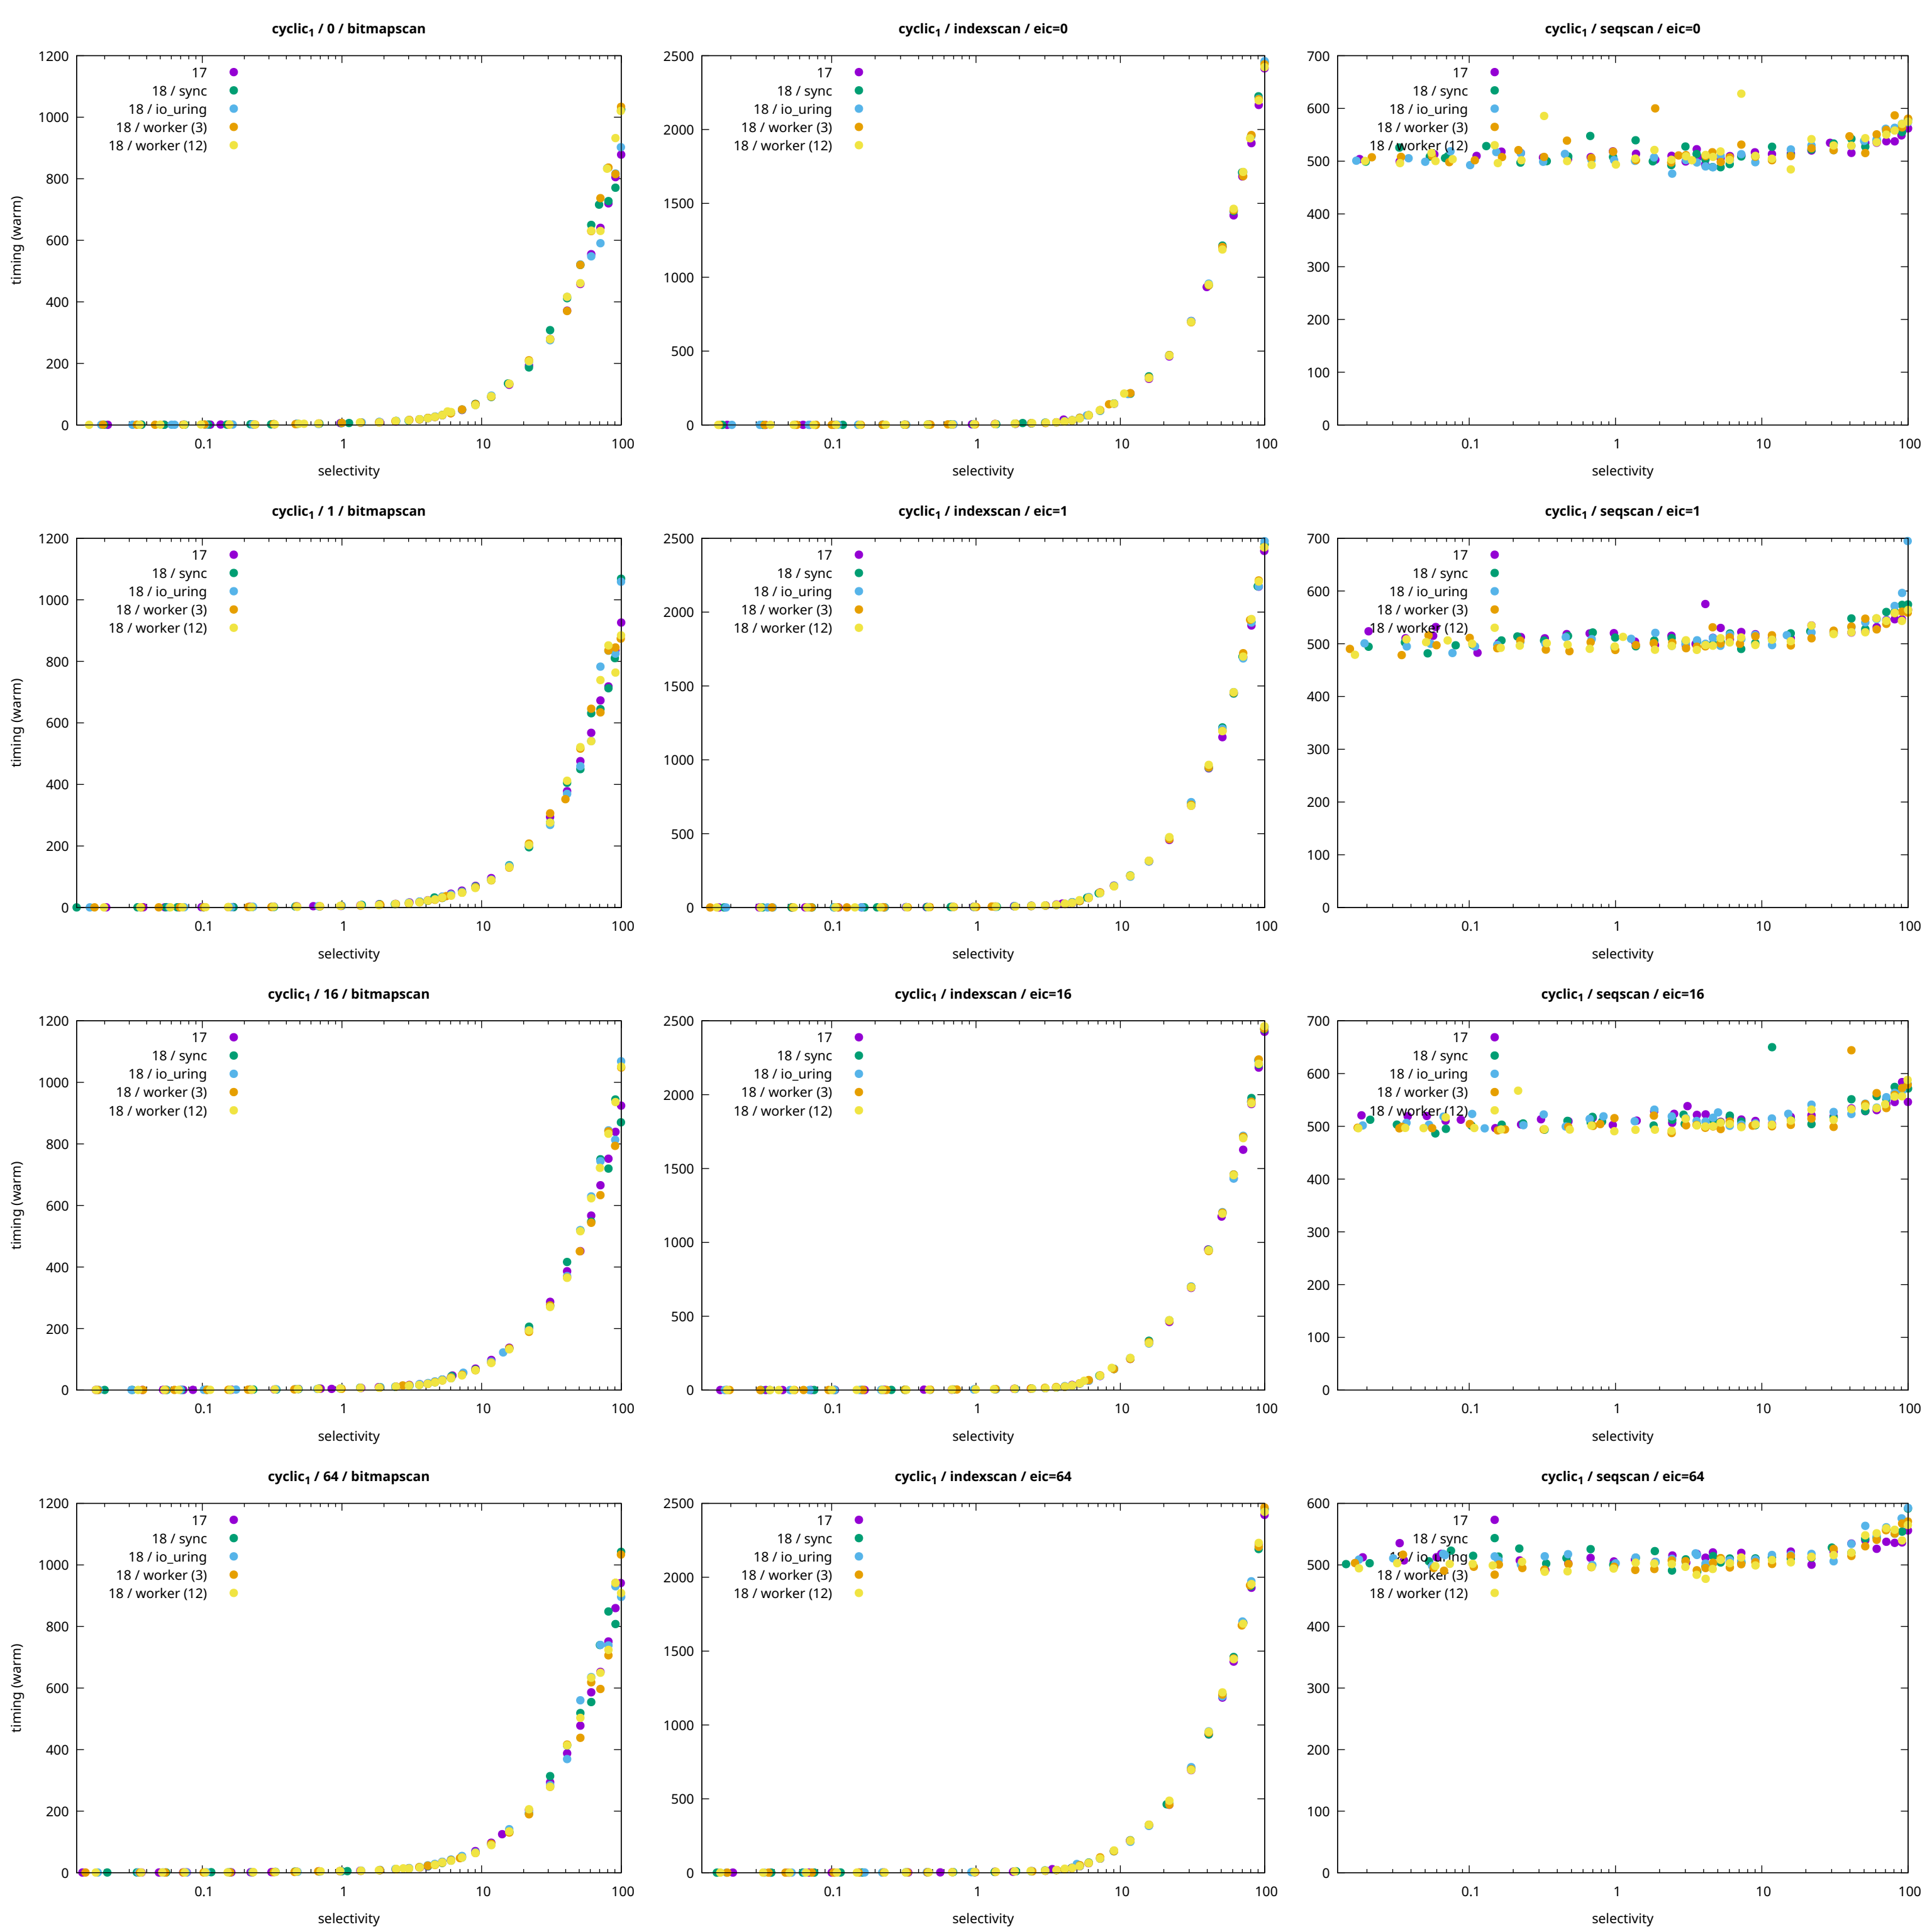 cyclic1 / 0 / bitmapscan
timing (warm)
1200
1000
800
600
400
200
0
17
18 / sync
18 / io_uring
18 / worker (3)
18 / worker (12)
0.1 1 10 100
selectivity
cyclic1 / indexscan / eic=0
2500
2000
1500
1000
500
0
17
18 / sync
18 / io_uring
18 / worker (3)
18 / worker (12)
0.1 1 10 100
selectivity
cyclic1 / seqscan / eic=0
700
600
500
400
300
200
100
0
17
18 / sync
18 / io_uring
18 / worker (3)
18 / worker (12)
0.1 1 10 100
selectivity
cyclic1 / 1 / bitmapscan
timing (warm)
1200
1000
800
600
400
200
0
17
18 / sync
18 / io_uring
18 / worker (3)
18 / worker (12)
0.1 1 10 100
selectivity
cyclic1 / indexscan / eic=1
2500
2000
1500
1000
500
0
17
18 / sync
18 / io_uring
18 / worker (3)
18 / worker (12)
0.1 1 10 100
selectivity
cyclic1 / seqscan / eic=1
700
600
500
400
300
200
100
0
17
18 / sync
18 / io_uring
18 / worker (3)
18 / worker (12)
0.1 1 10 100
selectivity
cyclic1 / 16 / bitmapscan
timing (warm)
1200
1000
800
600
400
200
0
17
18 / sync
18 / io_uring
18 / worker (3)
18 / worker (12)
0.1 1 10 100
selectivity
cyclic1 / indexscan / eic=16
2500
2000
1500
1000
500
0
17
18 / sync
18 / io_uring
18 / worker (3)
18 / worker (12)
0.1 1 10 100
selectivity
cyclic1 / seqscan / eic=16
700
600
500
400
300
200
100
0
17
18 / sync
18 / io_uring
18 / worker (3)
18 / worker (12)
0.1 1 10 100
selectivity
cyclic1 / 64 / bitmapscan
timing (warm)
1200
1000
800
600
400
200
0
17
18 / sync
18 / io_uring
18 / worker (3)
18 / worker (12)
0.1 1 10 100
selectivity
cyclic1 / indexscan / eic=64
2500
2000
1500
1000
500
0
17
18 / sync
18 / io_uring
18 / worker (3)
18 / worker (12)
0.1 1 10 100
selectivity
cyclic1 / seqscan / eic=64
600
500
400
300
200
100
0
17
18 / sync
18 / io_uring
18 / worker (3)
18 / worker (12)
0.1 1 10 100
selectivity